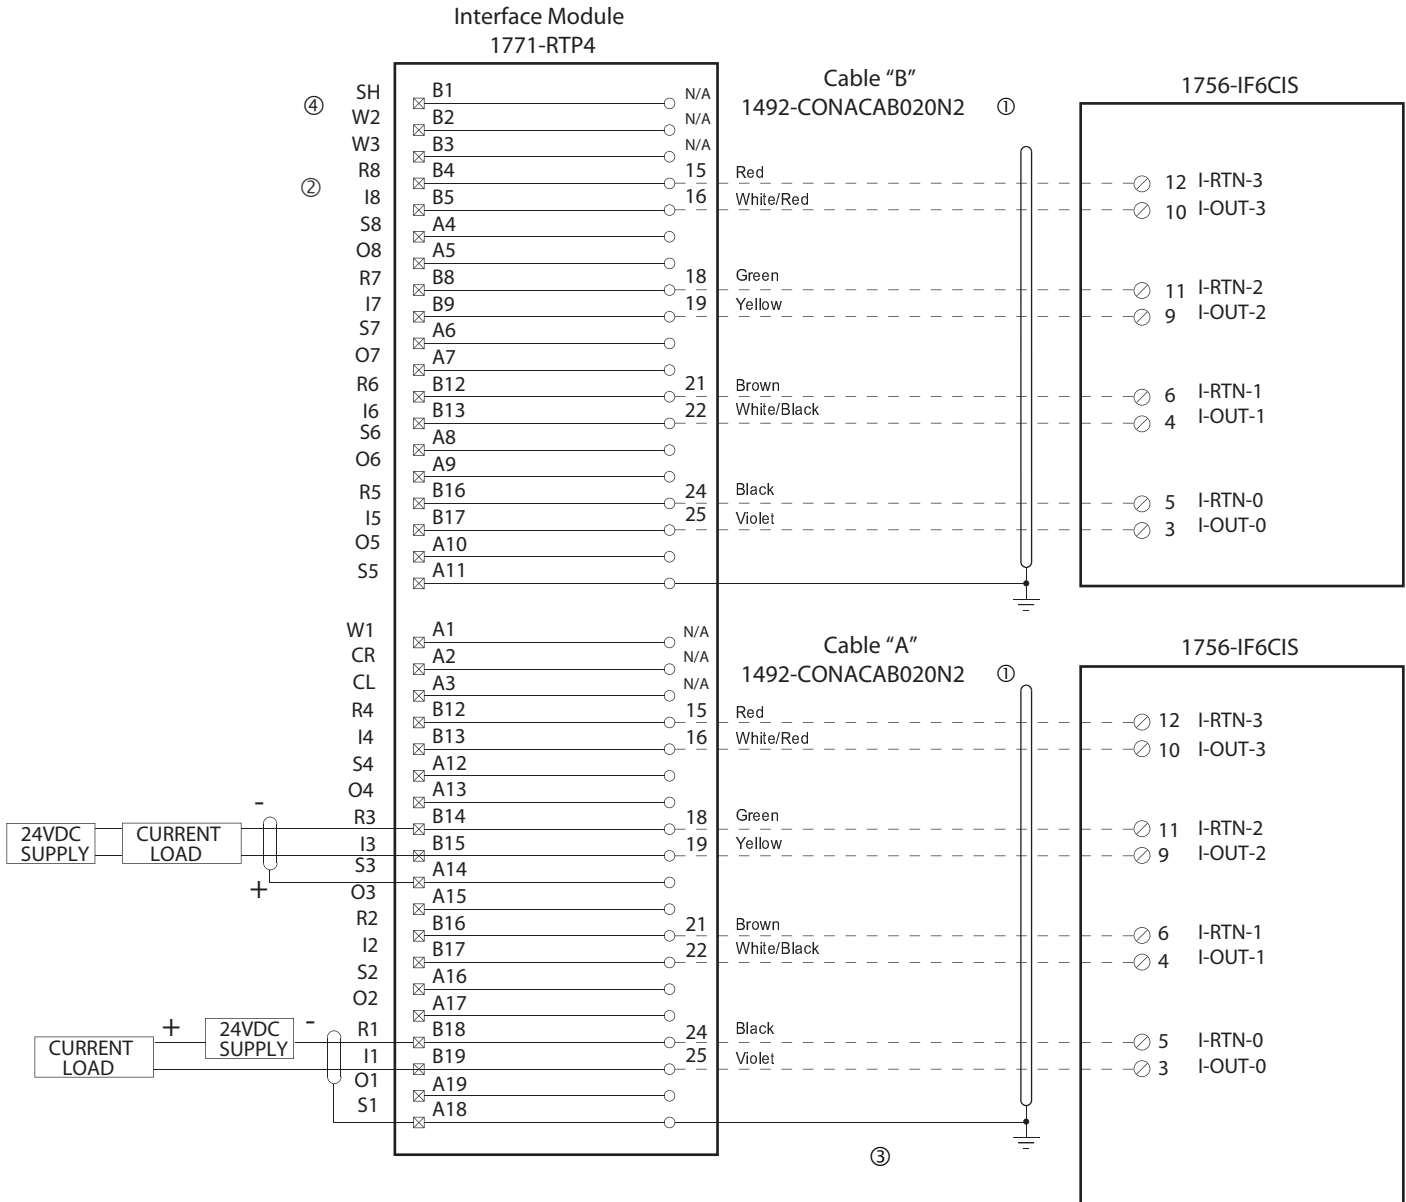 Interface Module
1771-RTP4
Cable “B”
1492-CONACAB020N2 ①
1756-IF6CIS
④
②
SH B1 N/A
W2 B2 N/A
W3 B3 N/A
R8 B4 15 Red 12 I-RTN-3
I8 B5 16 White/Red 10 I-OUT-3
S8 A4
O8 A5
R7 B8 18 Green 11 I-RTN-2
I7 B9 19 Yellow 9 I-OUT-2
S7 A6
O7 A7
R6 B12 21 Brown 6 I-RTN-1
I6 B13 22 White/Black 4 I-OUT-1
S6 A8
O6 A9
R5 B16 24 Black 5 I-RTN-0
I5 B17 25 Violet 3 I-OUT-0
O5 A10
S5 A11
Cable “A”
1492-CONACAB020N2 ①
1756-IF6CIS
W1 A1 N/A
CR A2 N/A
CL A3 N/A
R4 B12 15 Red 12 I-RTN-3
I4 B13 16 White/Red 10 I-OUT-3
S4 A12
O4 A13
-
24VDC
SUPPLY
CURRENT
LOAD
+
R3 B14 18 Green 11 I-RTN-2
I3 B15 19 Yellow 9 I-OUT-2
S3 A14
O3 A15
R2 B16 21 Brown 6 I-RTN-1
I2 B17 22 White/Black 4 I-OUT-1
S2 A16
O2 A17
CURRENT
LOAD
+
24VDC
SUPPLY
-
R1 B18 24 Black 5 I-RTN-0
I1 B19 25 Violet 3 I-OUT-0
O1 A19
S1 A18
③